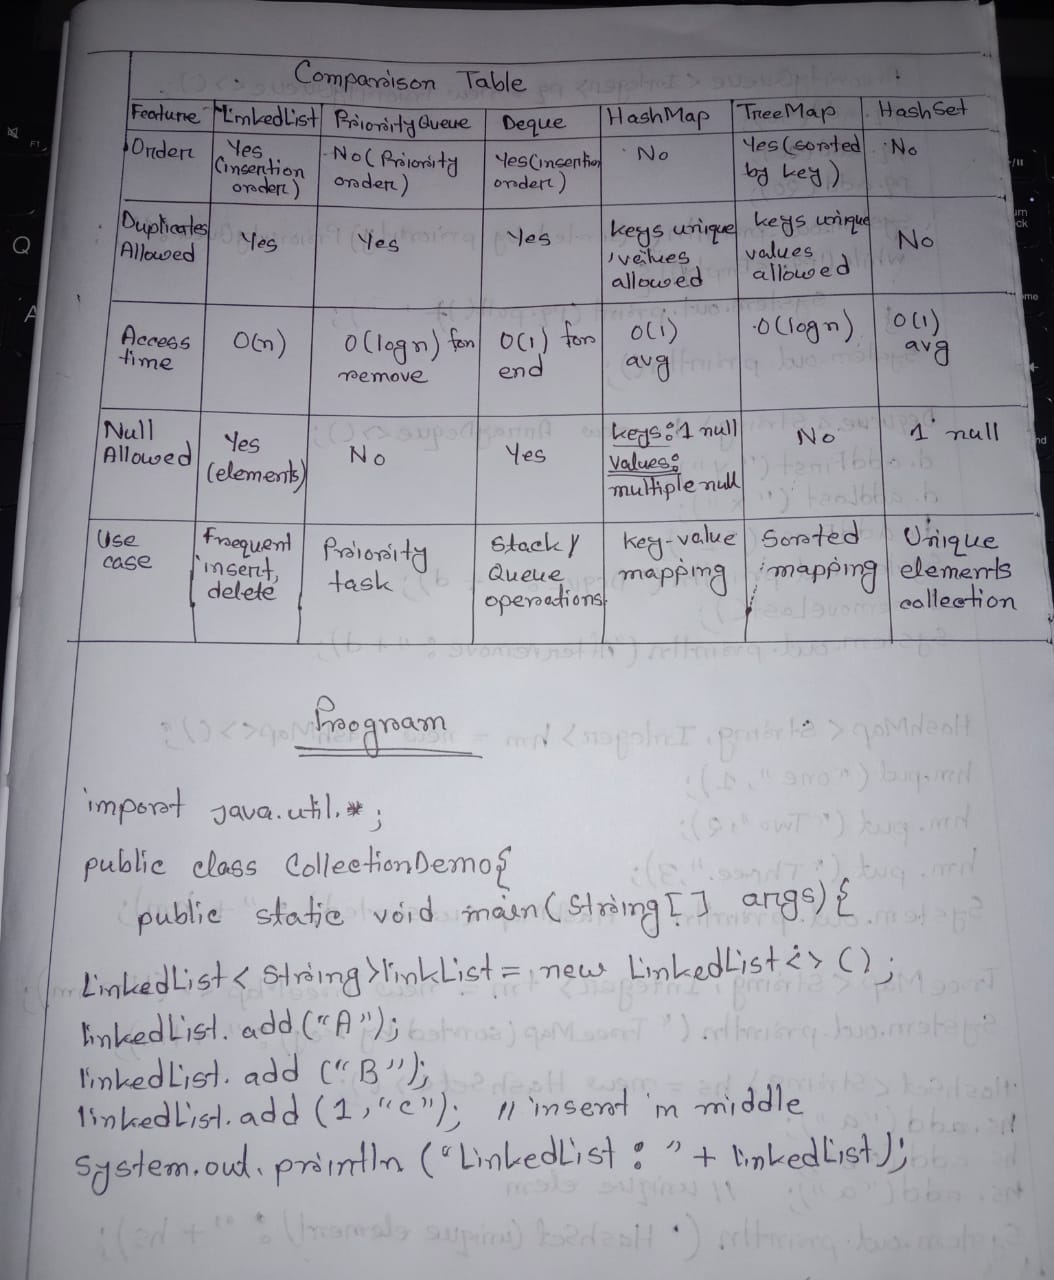 Comparison Table
Feature LinkedList PriorityQueue Deque HashMap TreeMap HashSet
Order Yes (insertion order) No (Priority order) Yes (insertion order) No Yes (sorted by key) No
Duplicates Allowed Yes Yes Yes keys unique, values allowed keys unique values allowed No
Access time O(n) O(logn) for remove O(1) for end O(1) avg O(logn) O(1) avg
Null Allowed Yes (elements) No Yes keys: 1 null values: multiple null No 1 null
Use case Frequent insert, delete Priority task Stack/Queue operations key-value mapping Sorted mapping Unique elements collection
Program
import java.util.*;
public class CollectionDemo{
public static void main(String[] args){
LinkedList<String>linkList = new LinkedList<>();
linkedList.add("A");
linkedList.add("B");
linkedList.add(1,"c"); // insert in middle
System.out.println("LinkedList: " + linkedList);